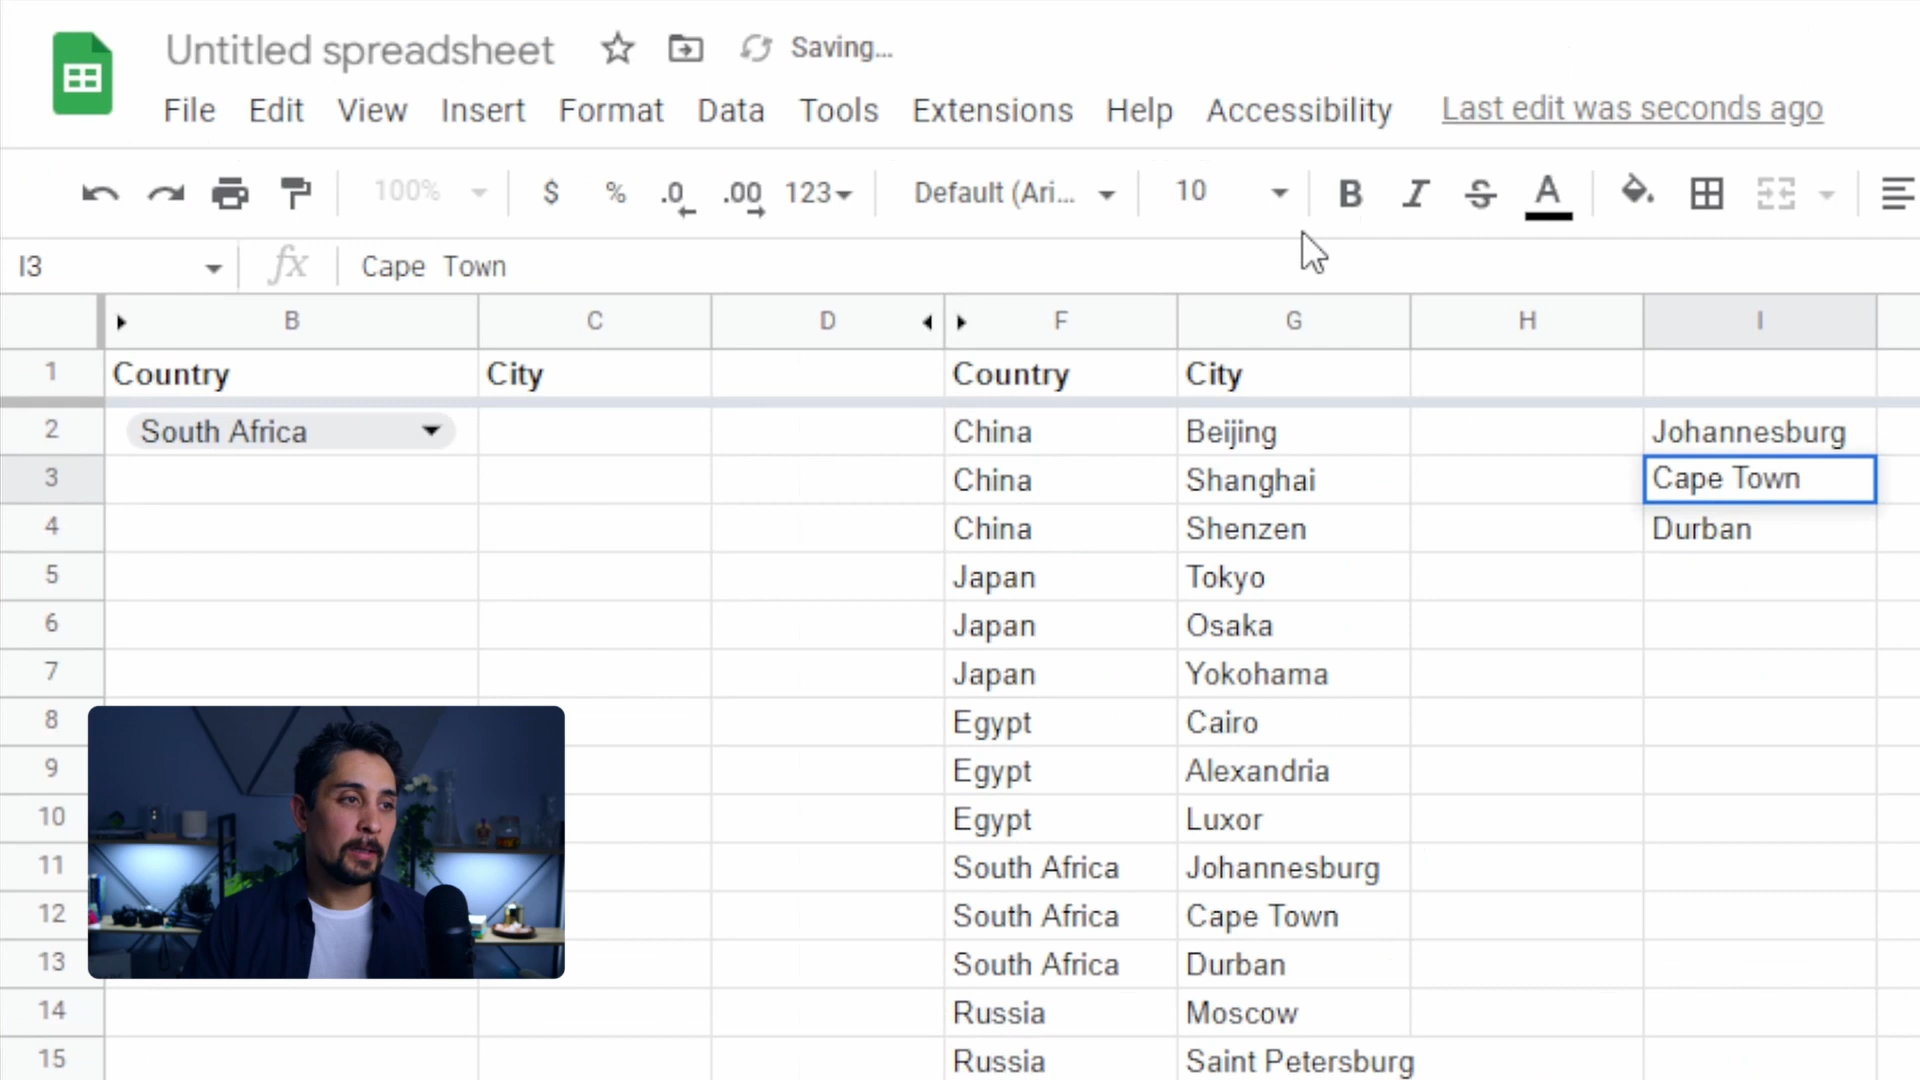 Untitled spreadsheet Saving...
File Edit View Insert Format Data Tools Extensions Help Accessibility Last edit was seconds ago
100% $ % .0 .00 123 Default (Ari... 10 B I S A
I3 fx Cape Town
B C D F G H I
1 Country City Country City
2 South Africa China Beijing Johannesburg
3 China Shanghai Cape Town
4 China Shenzen Durban
5 Japan Tokyo
6 Japan Osaka
7 Japan Yokohama
8 Egypt Cairo
9 Egypt Alexandria
10 Egypt Luxor
11 South Africa Johannesburg
12 South Africa Cape Town
13 South Africa Durban
14 Russia Moscow
15 Russia Saint Petersburg